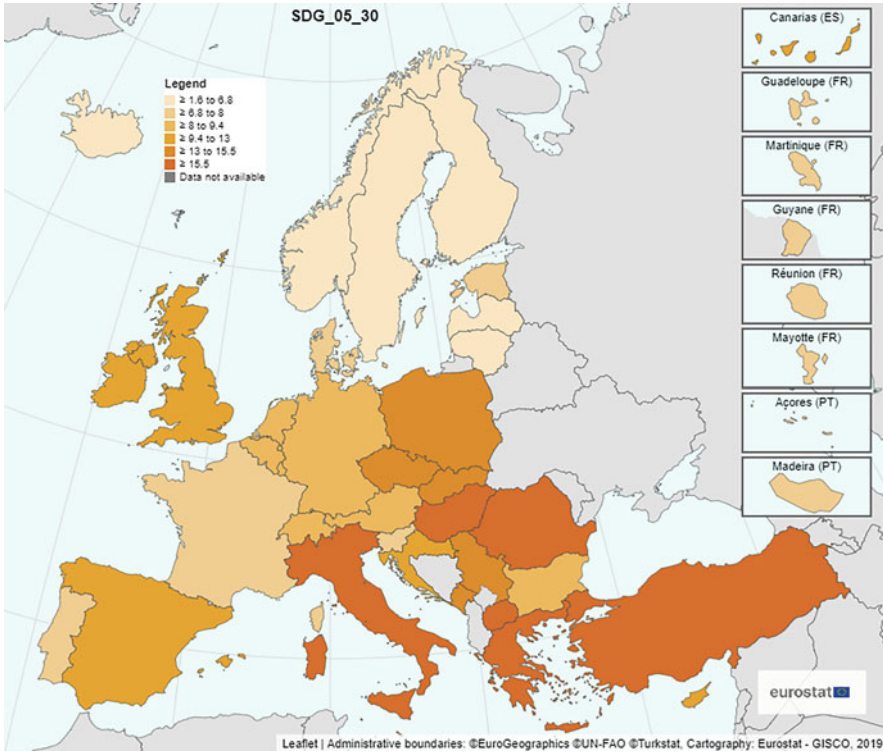 SDG_05_30
Legend
≥ 1.6 to 6.8
≥ 6.8 to 8
≥ 8 to 9.4
≥ 9.4 to 13
≥ 13 to 15.5
≥ 15.5
Data not available
Canarias (ES)
Guadeloupe (FR)
Martinique (FR)
Guyane (FR)
Réunion (FR)
Mayotte (FR)
Açores (PT)
Madeira (PT)
eurostat
Leaflet | Administrative boundaries: ©EuroGeographics ©UN-FAO ©Turkstat, Cartography: Eurostat - GISCO, 2019